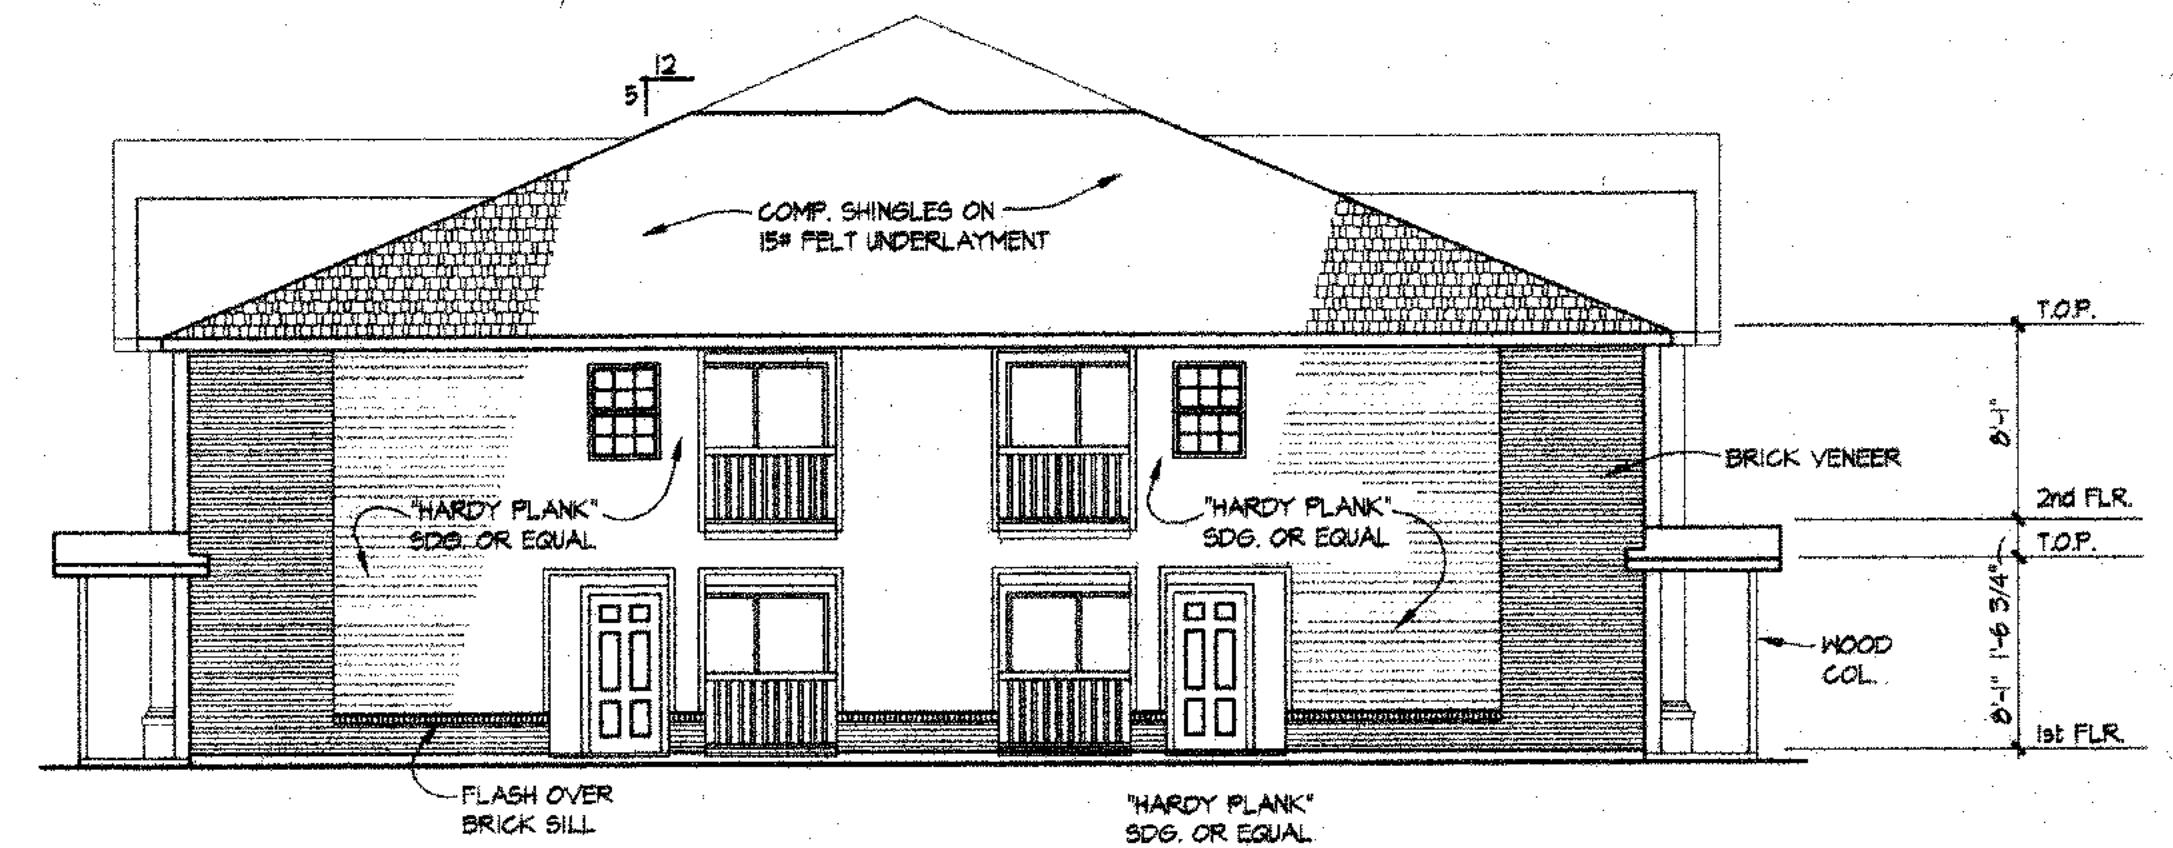 12
5
COMP. SHINGLES ON
15# FELT UNDERLAYMENT
T.O.P.
8'-1"
BRICK VENEER
2nd FLR.
"HARDY PLANK"
SDG. OR EQUAL
"HARDY PLANK"
SDG. OR EQUAL
T.O.P.
1'-6 3/4"
WOOD
COL.
8'-1"
1st FLR.
FLASH OVER
BRICK SILL
"HARDY PLANK"
SDG. OR EQUAL